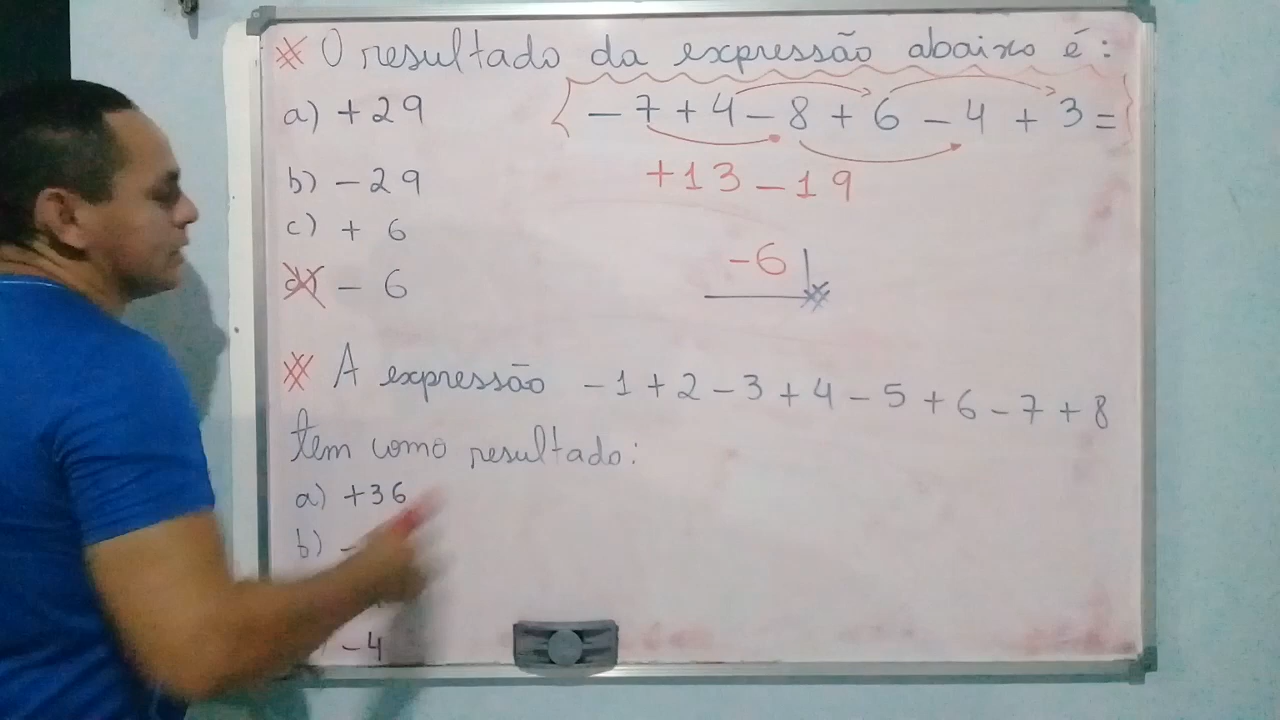 O resultado da expressão abaixo é:
a) +29
-7+4-8+6-4+3=
+13-19
b) -29
c) + 6
-6
d) - 6
A expressão -1+2-3+4-5+6-7+8
tem como resultado:
a) +36
b) -
-4